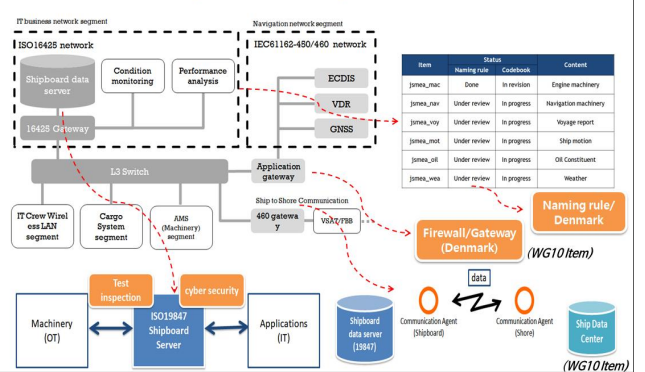 IT business network segment
Navigation network segment
ISO16425 network
IEC61162-450/460 network
Shipboard data
server
Condition
monitoring
Performance
analysis
16425 Gateway
ECDIS
VDR
GNSS
L3 Switch
Application
gateway
IT Crew Wirel
ess LAN
segment
Cargo
System
segment
AMS
(Machinery)
segment
Ship to Shore Communication
460 gatewa
y
VSAT/FBB
Item
Status
Content
Naming rule
Codebook
jsmea_mac
Done
In revision
Engine machinery
jsmea_nav
Under review
In progress
Navigation machinery
jsmea_voy
Under review
In progress
Voyage report
jsmea_mot
Under review
In progress
Ship motion
jsmea_oil
Under review
In progress
Oil Constituent
jsmea_wea
Under review
In progress
Weather
Naming rule/
Denmark
Firewall/Gateway
(Denmark)
(WG10 Item)
Test
inspection
cyber security
Machinery
(OT)
ISO19847
Shipboard
Server
Applications
(IT)
data
Shipboard
data server
(19847)
Communication Agent
(Shipboard)
Communication Agent
(Shore)
Ship Data
Center
(WG10 Item)